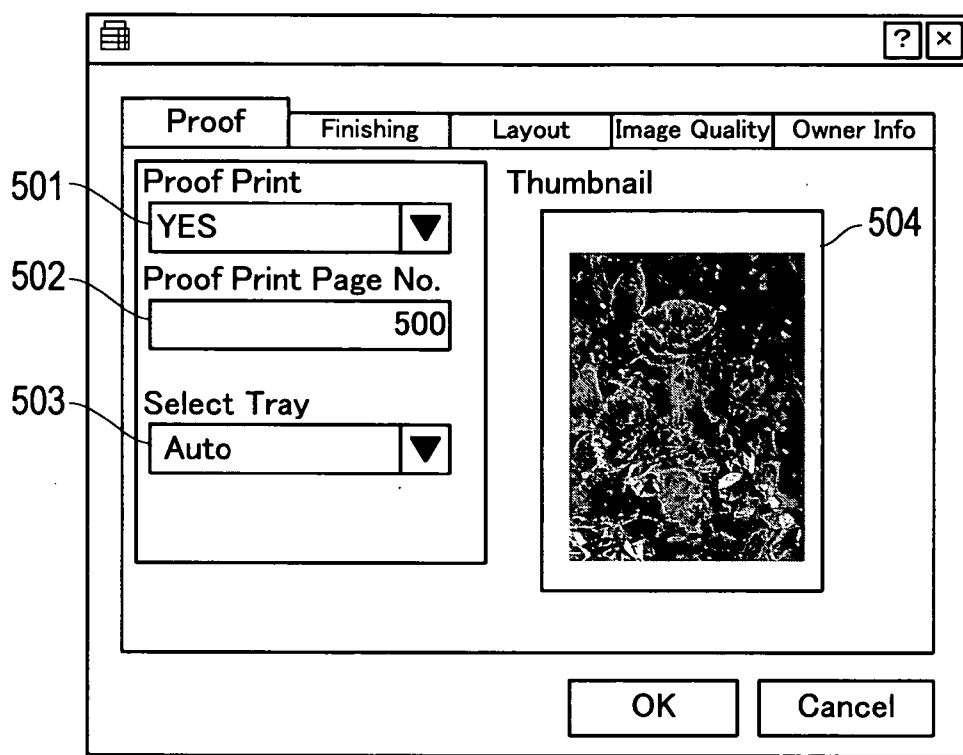 ? ×
Proof Finishing Layout Image Quality Owner Info
501
Proof Print
YES
502
Proof Print Page No.
500
503
Select Tray
Auto
Thumbnail
504
OK Cancel